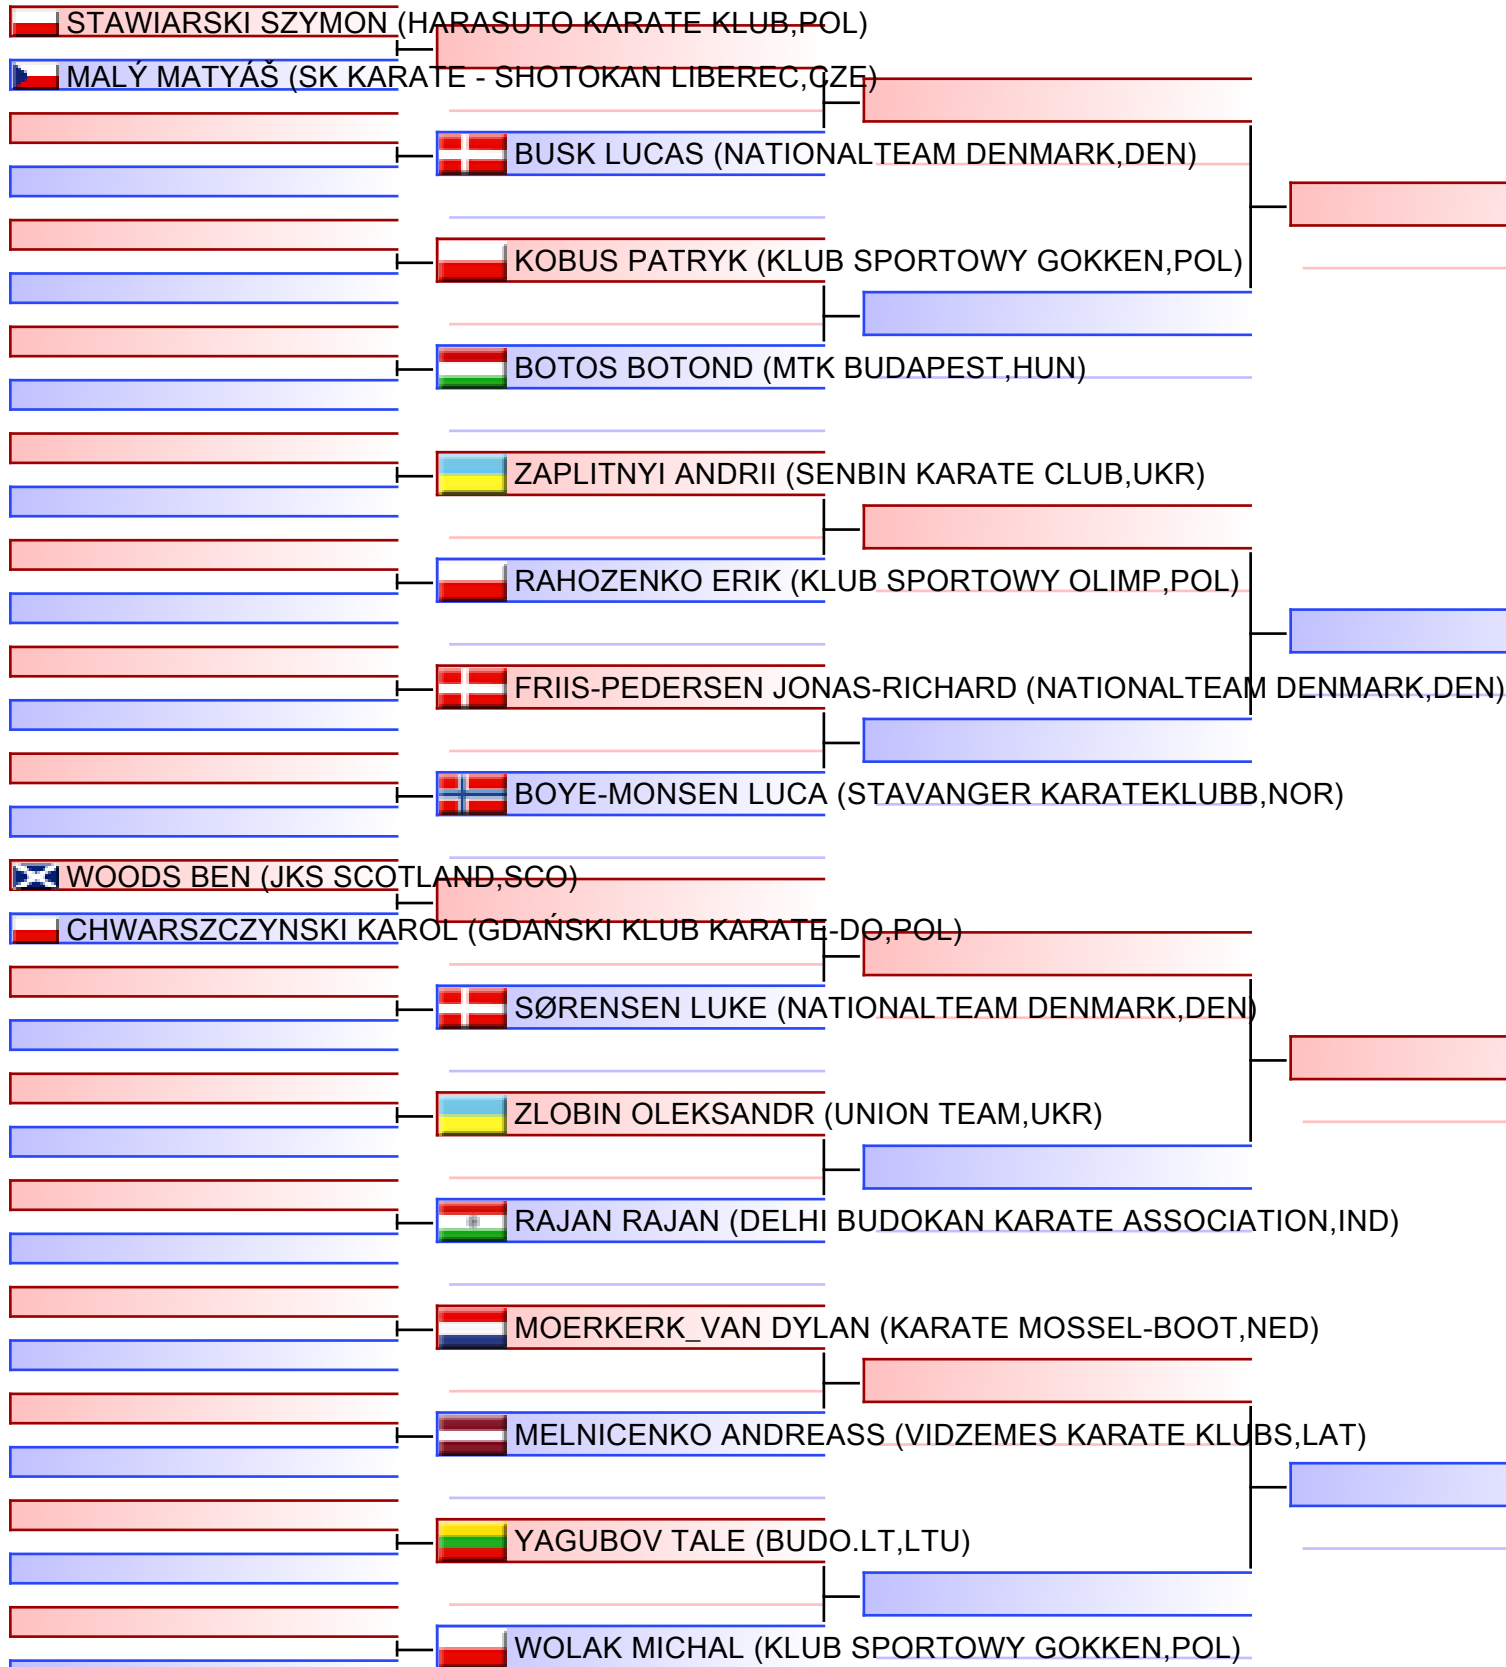 STAWIARSKI SZYMON (HARASUTO KARATE KLUB,POL)
MALÝ MATYÁŠ (SK KARATE - SHOTOKAN LIBEREC,CZE)
BUSK LUCAS (NATIONALTEAM DENMARK,DEN)
KOBUS PATRYK (KLUB SPORTOWY GOKKEN,POL)
BOTOS BOTOND (MTK BUDAPEST,HUN)
ZAPLITNYI ANDRII (SENBIN KARATE CLUB,UKR)
RAHOZENKO ERIK (KLUB SPORTOWY OLIMP,POL)
FRIIS-PEDERSEN JONAS-RICHARD (NATIONALTEAM DENMARK,DEN)
BOYE-MONSEN LUCA (STAVANGER KARATEKLUBB,NOR)
WOODS BEN (JKS SCOTLAND,SCO)
CHWARSZCZYNSKI KAROL (GDAŃSKI KLUB KARATE-DO,POL)
SØRENSEN LUKE (NATIONALTEAM DENMARK,DEN)
ZLOBIN OLEKSANDR (UNION TEAM,UKR)
RAJAN RAJAN (DELHI BUDOKAN KARATE ASSOCIATION,IND)
MOERKERK_VAN DYLAN (KARATE MOSSEL-BOOT,NED)
MELNICENKO ANDREASS (VIDZEMES KARATE KLUBS,LAT)
YAGUBOV TALE (BUDO.LT,LTU)
WOLAK MICHAL (KLUB SPORTOWY GOKKEN,POL)